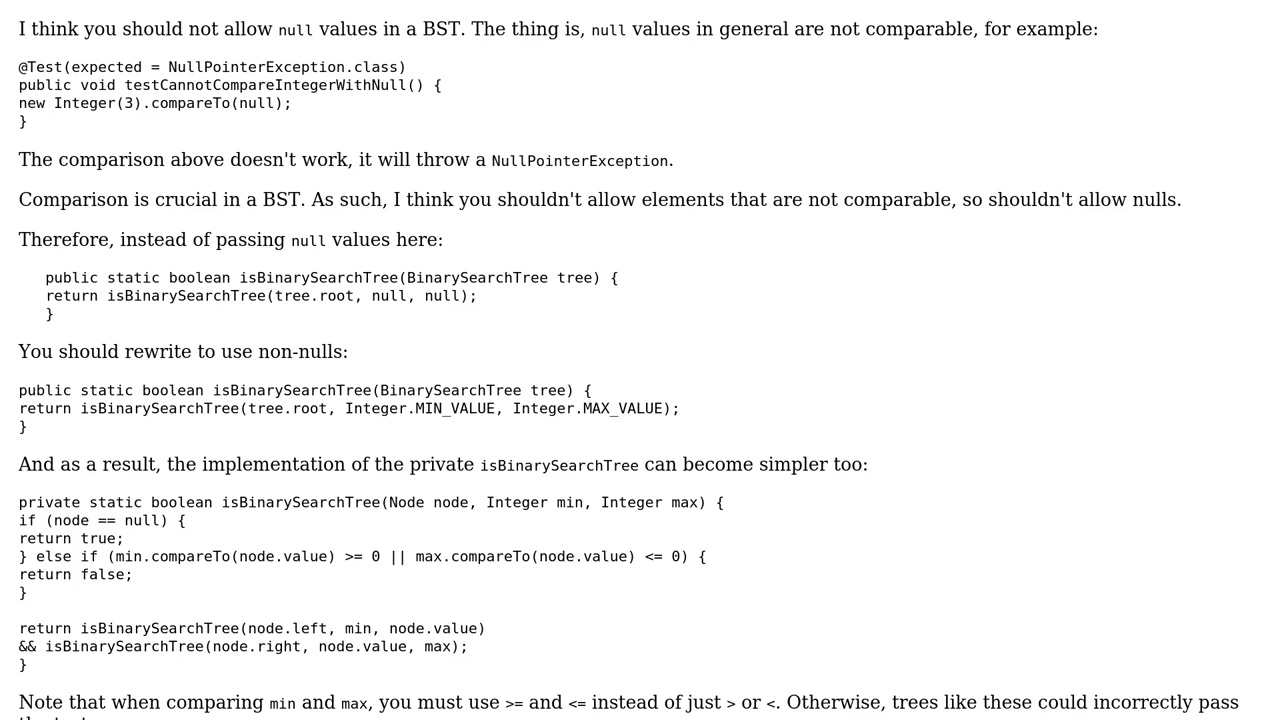 I think you should not allow null values in a BST. The thing is, null values in general are not comparable, for example:
@Test(expected = NullPointerException.class)
public void testCannotCompareIntegerWithNull() {
new Integer(3).compareTo(null);
}
The comparison above doesn't work, it will throw a NullPointerException.
Comparison is crucial in a BST. As such, I think you shouldn't allow elements that are not comparable, so shouldn't allow nulls.
Therefore, instead of passing null values here:
public static boolean isBinarySearchTree(BinarySearchTree tree) {
return isBinarySearchTree(tree.root, null, null);
}
You should rewrite to use non-nulls:
public static boolean isBinarySearchTree(BinarySearchTree tree) {
return isBinarySearchTree(tree.root, Integer.MIN_VALUE, Integer.MAX_VALUE);
}
And as a result, the implementation of the private isBinarySearchTree can become simpler too:
private static boolean isBinarySearchTree(Node node, Integer min, Integer max) {
if (node == null) {
return true;
} else if (min.compareTo(node.value) >= 0 || max.compareTo(node.value) <= 0) {
return false;
}
return isBinarySearchTree(node.left, min, node.value)
&& isBinarySearchTree(node.right, node.value, max);
}
Note that when comparing min and max, you must use >= and <= instead of just > or <. Otherwise, trees like these could incorrectly pass